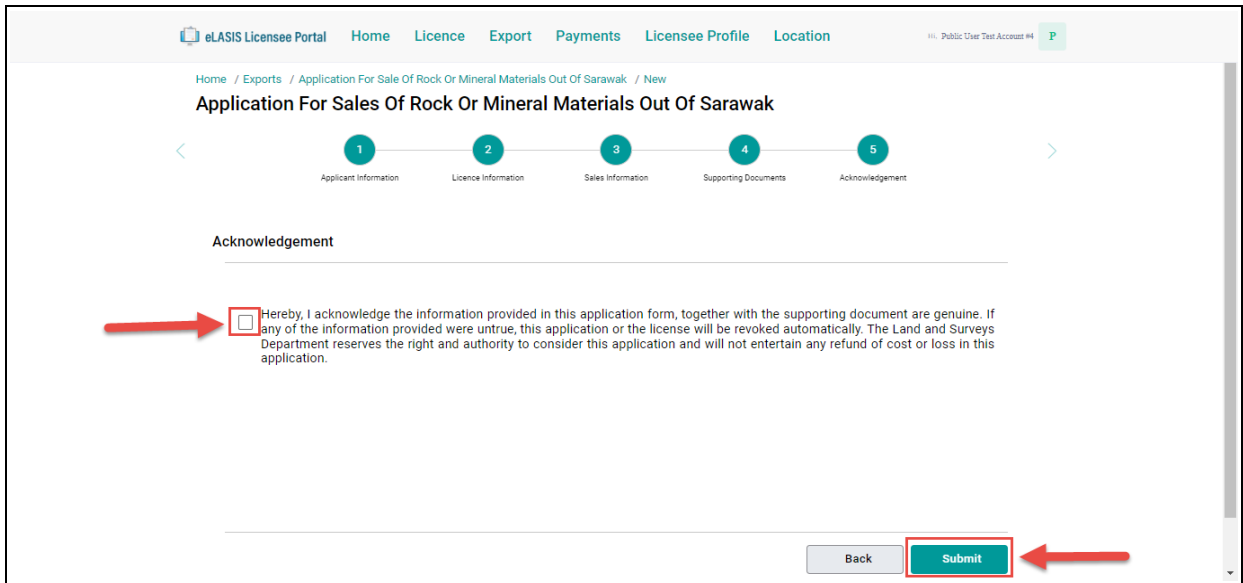 eLASIS Licensee Portal Home Licence Export Payments Licensee Profile Location Hi, Public User Test Account #4 P
Home / Exports / Application For Sale Of Rock Or Mineral Materials Out Of Sarawak / New
Application For Sales Of Rock Or Mineral Materials Out Of Sarawak
1 2 3 4 5
Applicant Information Licence Information Sales Information Supporting Documents Acknowledgement
Acknowledgement
Hereby, I acknowledge the information provided in this application form, together with the supporting document are genuine. If
any of the information provided were untrue, this application or the license will be revoked automatically. The Land and Surveys
Department reserves the right and authority to consider this application and will not entertain any refund of cost or loss in this
application.
Back Submit